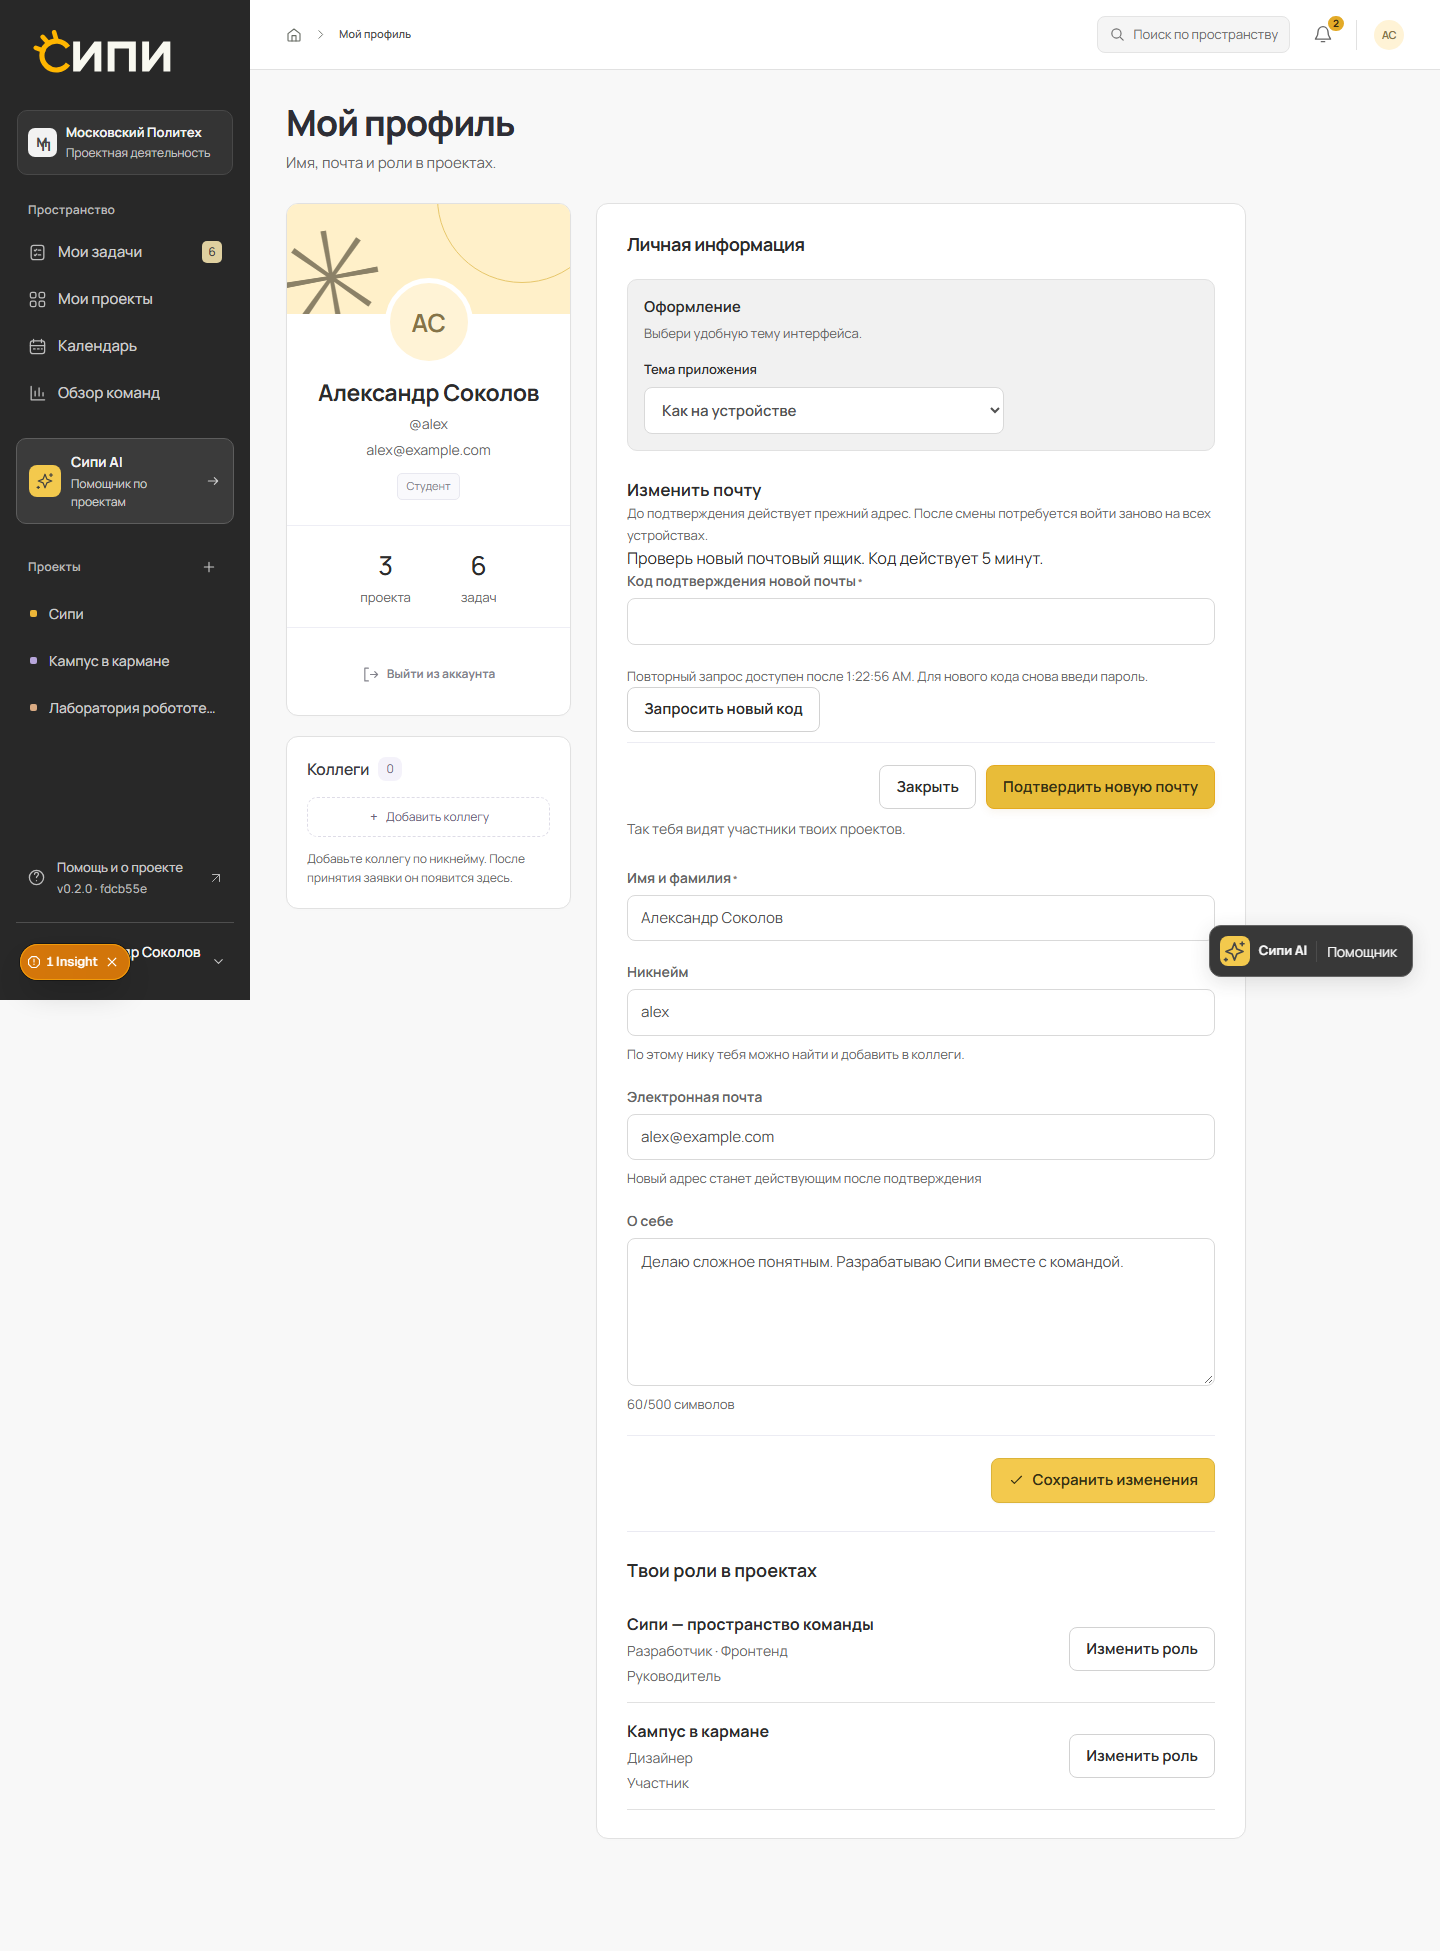 Сипи
Московский Политех
Проектная деятельность
Пространство
Мои задачи
6
Мои проекты
Календарь
Обзор команд
Сипи AI
Помощник по
проектам
Проекты
Сипи
Кампус в кармане
Лаборатория робототе...
Помощь и о проекте
v0.2.0 · fdcb55e
1 Insight
др Соколов
Мой профиль
Поиск по пространству
2
АС
Мой профиль
Имя, почта и роли в проектах.
АС
Александр Соколов
@alex
alex@example.com
Студент
3
проекта
6
задач
Выйти из аккаунта
Коллеги 0
+ Добавить коллегу
Добавьте коллегу по никнейму. После
принятия заявки он появится здесь.
Личная информация
Оформление
Выбери удобную тему интерфейса.
Тема приложения
Как на устройстве
Изменить почту
До подтверждения действует прежний адрес. После смены потребуется войти заново на всех
устройствах.
Проверь новый почтовый ящик. Код действует 5 минут.
Код подтверждения новой почты *
Повторный запрос доступен после 1:22:56 AM. Для нового кода снова введи пароль.
Запросить новый код
Закрыть
Подтвердить новую почту
Так тебя видят участники твоих проектов.
Имя и фамилия *
Александр Соколов
Сипи AI
Помощник
Никнейм
alex
По этому нику тебя можно найти и добавить в коллеги.
Электронная почта
alex@example.com
Новый адрес станет действующим после подтверждения
О себе
Делаю сложное понятным. Разрабатываю Сипи вместе с командой.
60/500 символов
Сохранить изменения
Твои роли в проектах
Сипи — пространство команды
Разработчик · Фронтенд
Руководитель
Изменить роль
Кампус в кармане
Дизайнер
Участник
Изменить роль